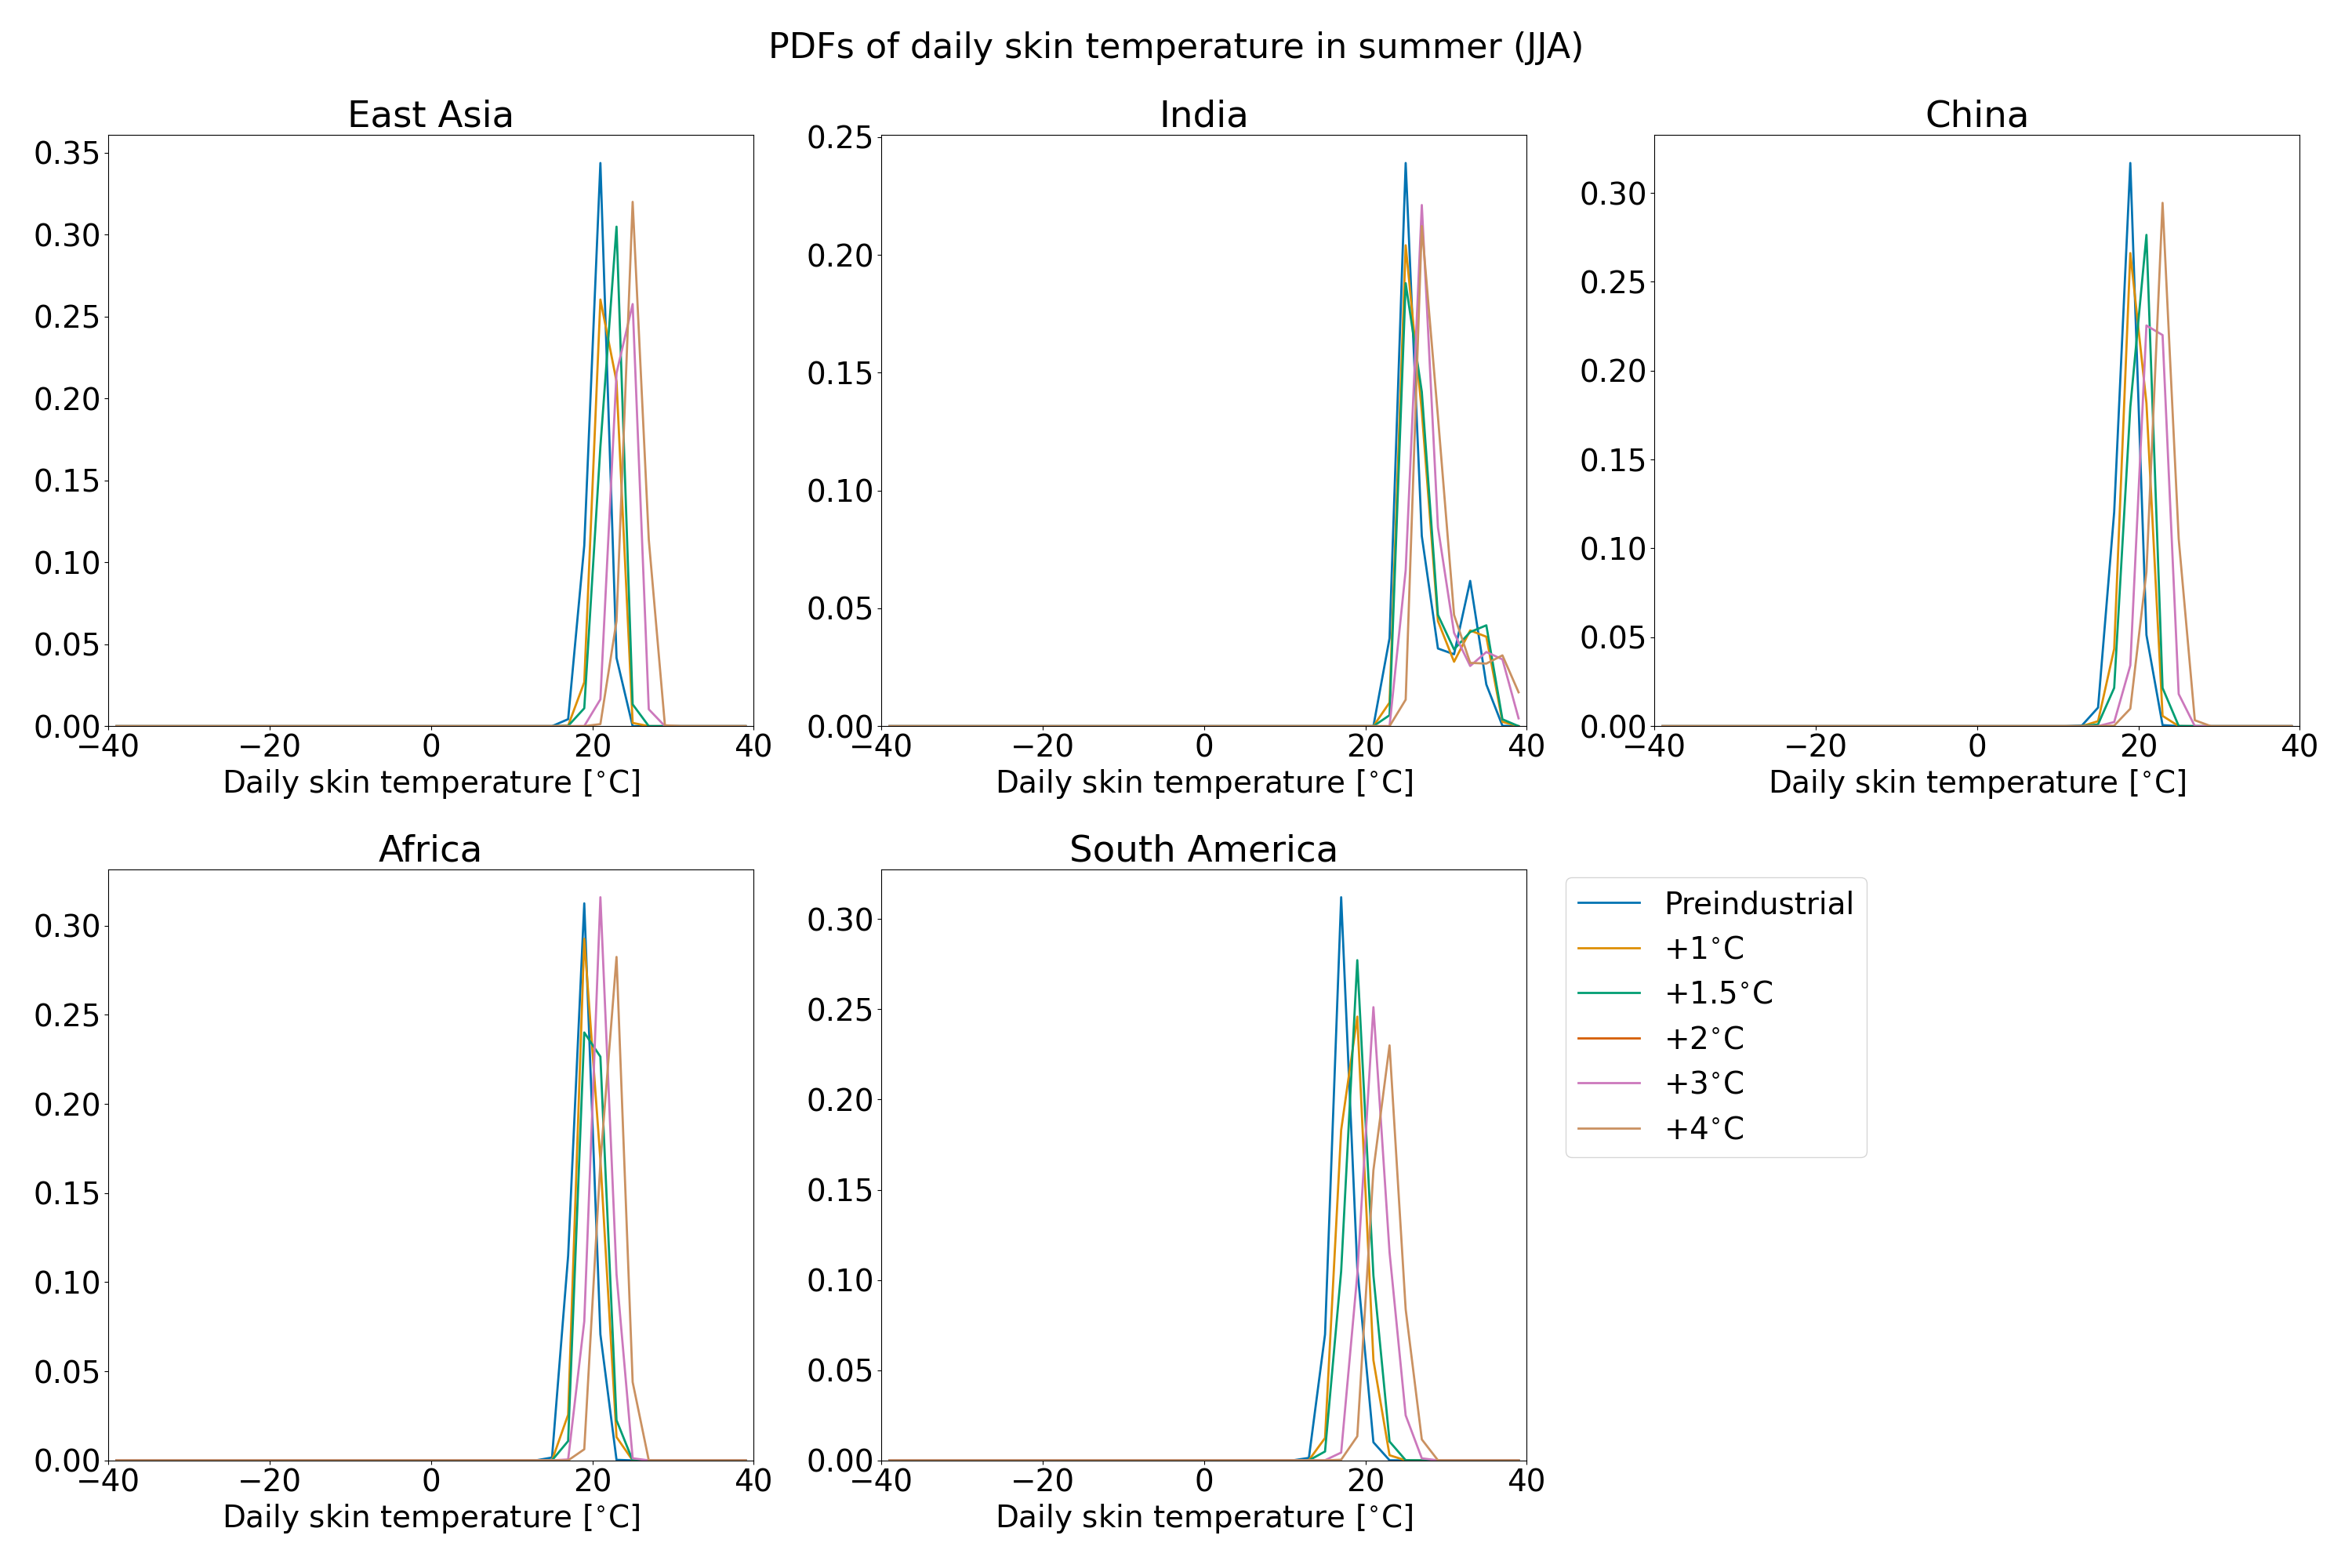 PDFs of daily skin temperature in summer (JJA)
East Asia
0.35
0.30
0.25
0.20
0.15
0.10
0.05
0.00
−40 −20 0 20 40
Daily skin temperature [°C]
India
0.25
0.20
0.15
0.10
0.05
0.00
−40 −20 0 20 40
Daily skin temperature [°C]
China
0.30
0.25
0.20
0.15
0.10
0.05
0.00
−40 −20 0 20 40
Daily skin temperature [°C]
Africa
0.30
0.25
0.20
0.15
0.10
0.05
0.00
−40 −20 0 20 40
Daily skin temperature [°C]
South America
0.30
0.25
0.20
0.15
0.10
0.05
0.00
−40 −20 0 20 40
Daily skin temperature [°C]
Preindustrial
+1°C
+1.5°C
+2°C
+3°C
+4°C